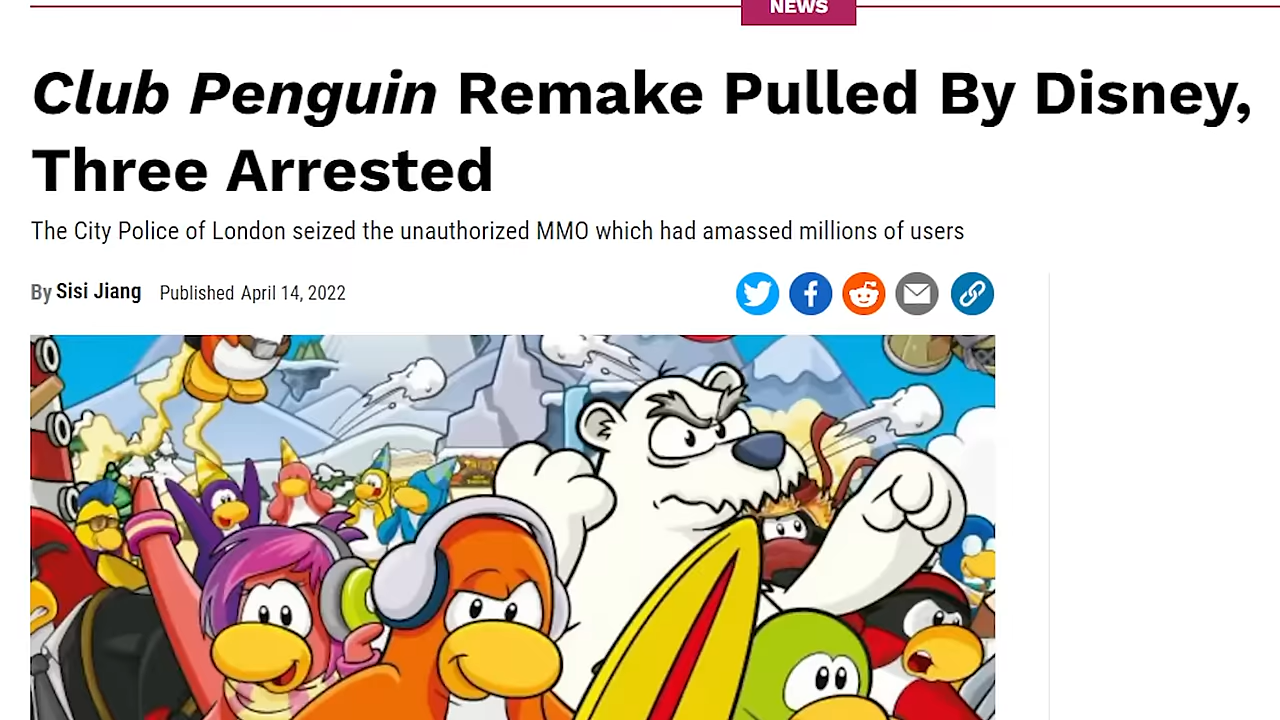 NEWS
Club Penguin Remake Pulled By Disney,
Three Arrested
The City Police of London seized the unauthorized MMO which had amassed millions of users
By Sisi Jiang Published April 14, 2022